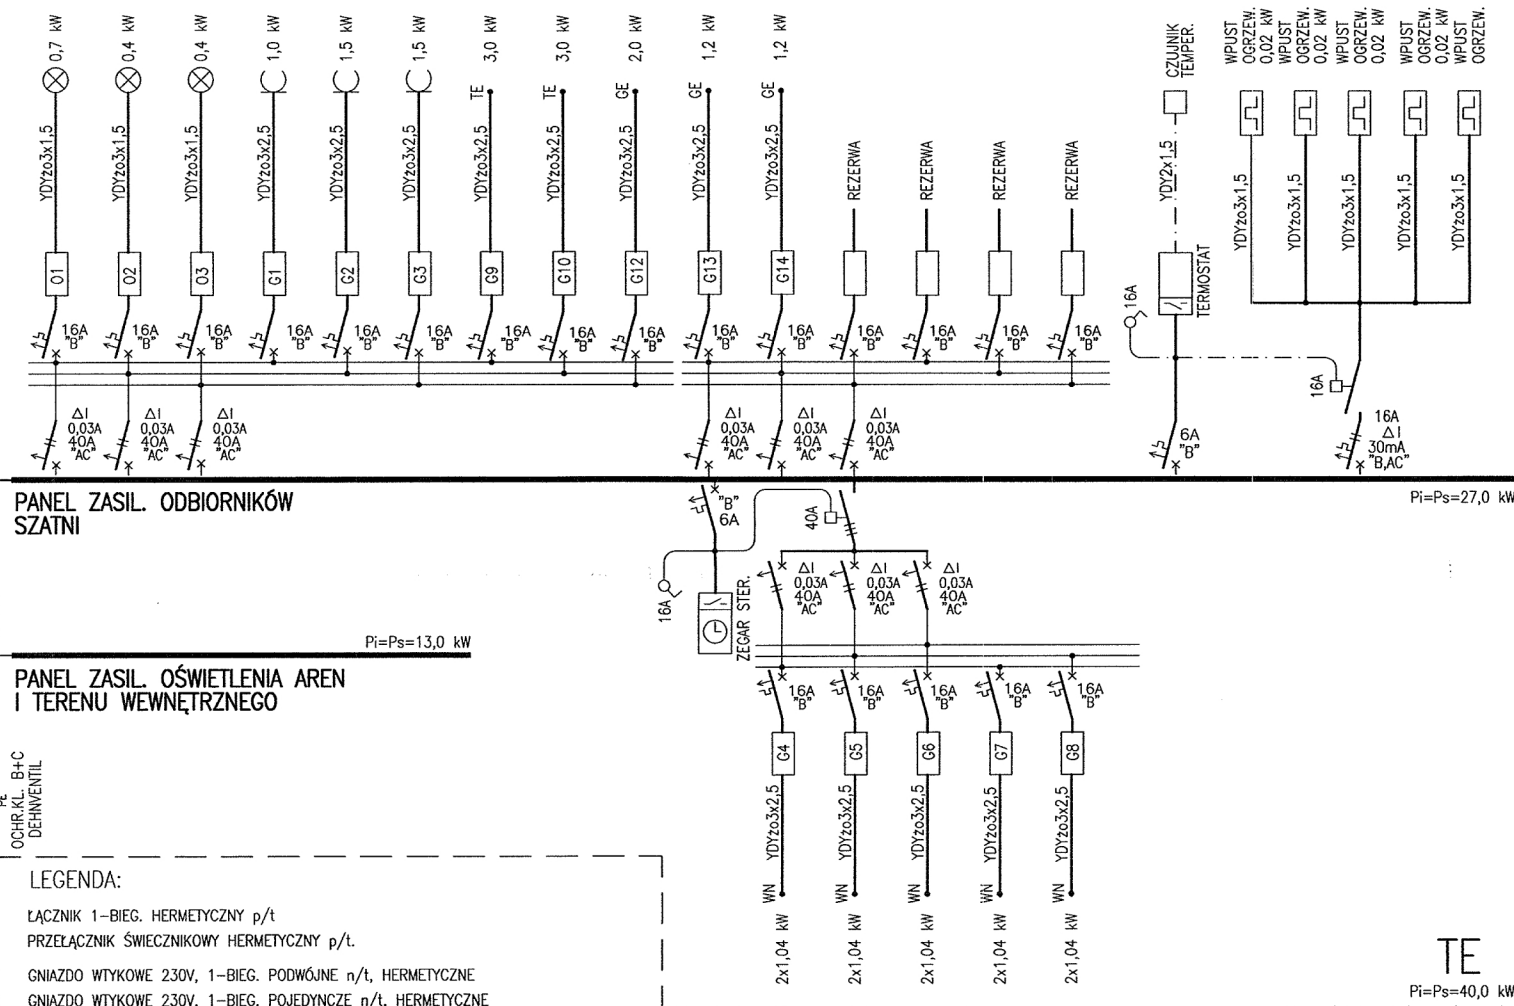 0,7 kW
0,4 kW
0,4 kW
1,0 kW
1,5 kW
1,5 kW
3,0 kW
3,0 kW
2,0 kW
1,2 kW
1,2 kW
TE
TE
GE
GE
GE
CZUJNIK
TEMPER.
WPUST
OGRZEW.
0,02 kW
WPUST
OGRZEW.
0,02 kW
WPUST
OGRZEW.
0,02 kW
WPUST
OGRZEW.
0,02 kW
WPUST
OGRZEW.
YDYżo3x1,5
YDYżo3x1,5
YDYżo3x1,5
YDYżo3x2,5
YDYżo3x2,5
YDYżo3x2,5
YDYżo3x2,5
YDYżo3x2,5
YDYżo3x2,5
YDYżo3x2,5
YDYżo3x2,5
REZERWA
REZERWA
REZERWA
REZERWA
YDY2x1,5
YDYżo3x1,5
YDYżo3x1,5
YDYżo3x1,5
YDYżo3x1,5
O1
O2
O3
G1
G2
G3
G9
G10
G12
G13
G14
TERMOSTAT
16A
16A
"B"
16A
"B"
16A
"B"
16A
"B"
16A
"B"
16A
"B"
16A
"B"
16A
"B"
16A
"B"
16A
"B"
16A
"B"
16A
"B"
16A
"B"
16A
"B"
16A
"B"
16A
ΔI
0,03A
40A
"AC"
ΔI
0,03A
40A
"AC"
ΔI
0,03A
40A
"AC"
ΔI
0,03A
40A
"AC"
ΔI
0,03A
40A
"AC"
ΔI
0,03A
40A
"AC"
6A
"B"
16A
ΔI
30mA
"B,AC"
PANEL ZASIL. ODBIORNIKÓW
SZATNI
Pi=Ps=27,0 kW
"B"
6A
40A
16A
ZEGAR STER.
ΔI
0,03A
40A
"AC"
ΔI
0,03A
40A
"AC"
ΔI
0,03A
40A
"AC"
Pi=Ps=13,0 kW
PANEL ZASIL. OŚWIETLENIA AREN
I TERENU WEWNĘTRZNEGO
16A
"B"
16A
"B"
16A
"B"
16A
"B"
16A
"B"
G4
G5
G6
G7
G8
YDYżo3x2,5
YDYżo3x2,5
YDYżo3x2,5
YDYżo3x2,5
YDYżo3x2,5
WN
WN
WN
WN
WN
2x1,04 kW
2x1,04 kW
2x1,04 kW
2x1,04 kW
2x1,04 kW
PE
OCHR.KL. B+C
DEHNVENTIL
LEGENDA:
ŁĄCZNIK 1-BIEG. HERMETYCZNY p/t
PRZEŁĄCZNIK ŚWIECZNIKOWY HERMETYCZNY p/t.
GNIAZDO WTYKOWE 230V, 1-BIEG. PODWÓJNE n/t, HERMETYCZNE
GNIAZDO WTYKOWE 230V, 1-BIEG. POJEDYNCZE n/t, HERMETYCZNE
TE
Pi=Ps=40,0 kW